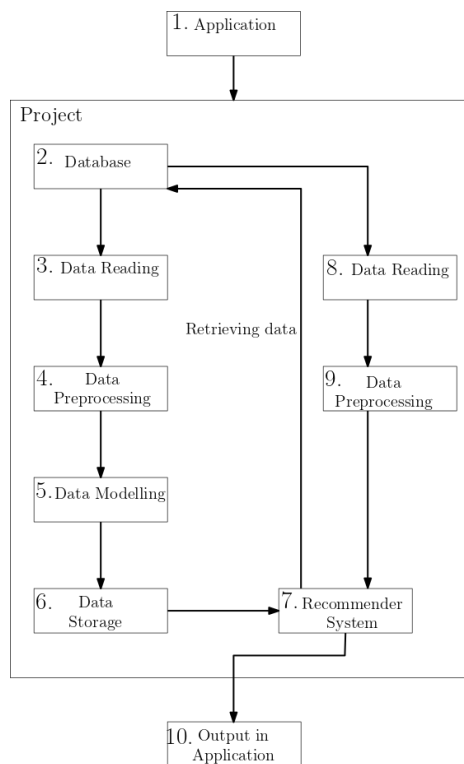 1. Application
Project
2. Database
3. Data Reading
8. Data Reading
Retrieving data
4. Data
Preprocessing
9. Data
Preprocessing
5. Data Modelling
6. Data
Storage
7. Recommender
System
10. Output in
Application